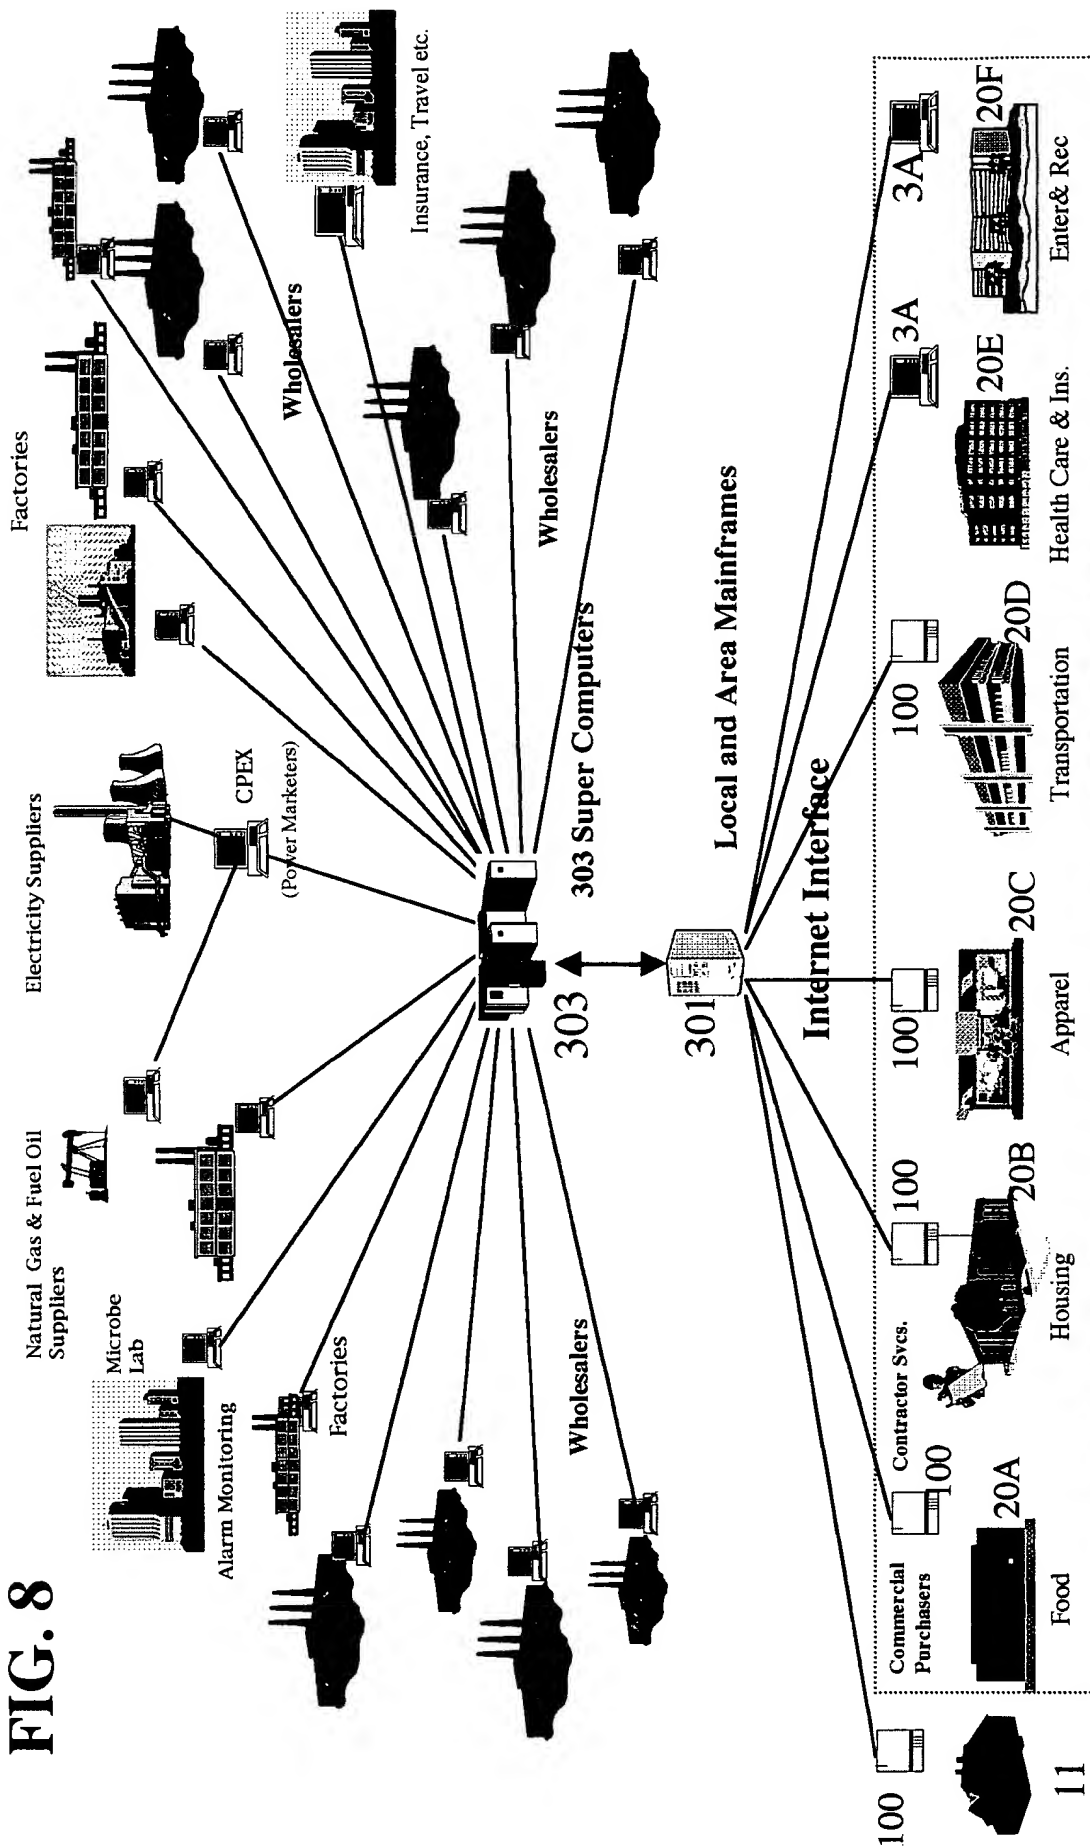 FIG. 8
Natural Gas & Fuel Oil
Suppliers
Electricity Suppliers
Factories
Microbe
Lab
CPEX
(Power Marketers)
Alarm Monitoring
Wholesalers
Insurance, Travel etc.
Factories
Wholesalers
Wholesalers
303
303 Super Computers
301
Local and Area Mainframes
Internet Interface
100
Commercial
Purchasers
100
Contractor Svcs.
100
100
100
3A
3A
11
20A
20B
20C
20D
20E
20F
Food
Housing
Apparel
Transportation
Health Care & Ins.
Enter& Rec